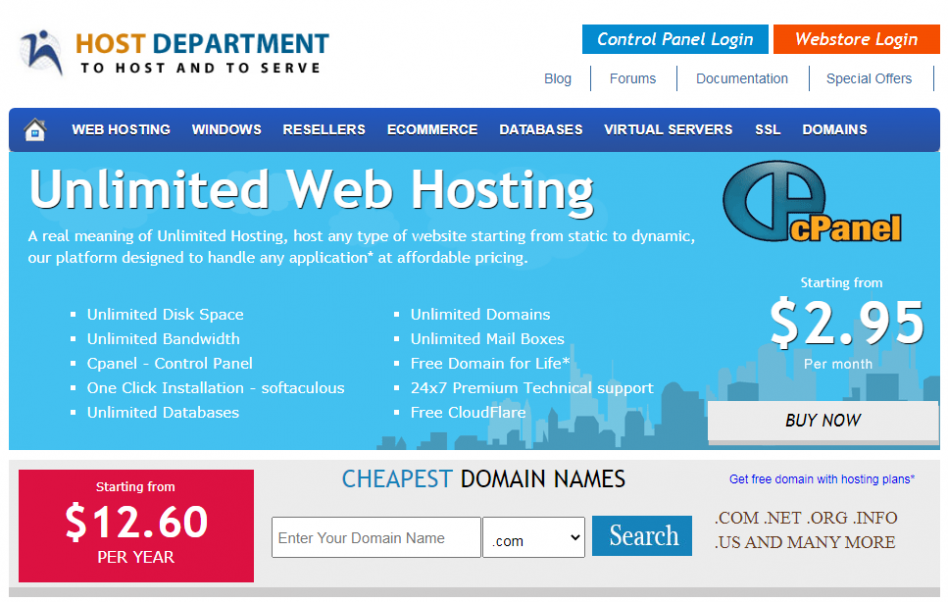 HOST DEPARTMENT
TO HOST AND TO SERVE
Control Panel Login
Webstore Login
Blog
Forums
Documentation
Special Offers
WEB HOSTING
WINDOWS
RESELLERS
ECOMMERCE
DATABASES
VIRTUAL SERVERS
SSL
DOMAINS
Unlimited Web Hosting
A real meaning of Unlimited Hosting, host any type of website starting from static to dynamic,
our platform designed to handle any application* at affordable pricing.
Unlimited Disk Space
Unlimited Bandwidth
Cpanel - Control Panel
One Click Installation - softaculous
Unlimited Databases
Unlimited Domains
Unlimited Mail Boxes
Free Domain for Life*
24x7 Premium Technical support
Free CloudFlare
cPanel
Starting from
$2.95
Per month
BUY NOW
Starting from
$12.60
PER YEAR
CHEAPEST DOMAIN NAMES
Enter Your Domain Name
.com
Search
Get free domain with hosting plans*
.COM .NET .ORG .INFO
.US AND MANY MORE